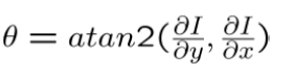 θ = atan2(∂I/∂y, ∂I/∂x)